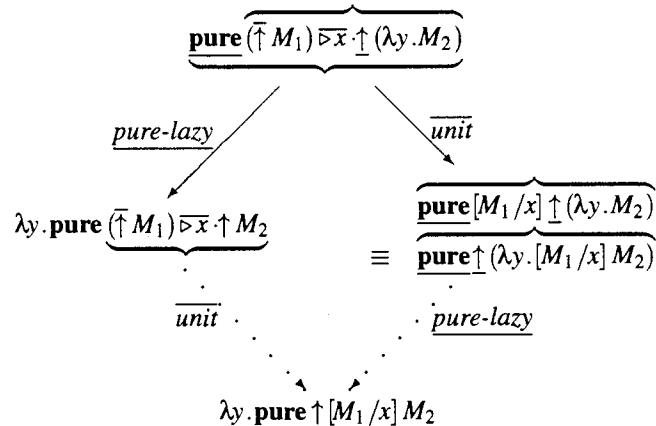 pure (↑ M₁) ▷ x · ↑ (λy.M₂)
pure-lazy
unit
pure [M₁/x] ↑ (λy.M₂)
λy.pure (↑ M₁) ▷ x · ↑ M₂
≡ pure ↑ (λy.[M₁/x] M₂)
unit
pure-lazy
λy.pure ↑ [M₁/x] M₂